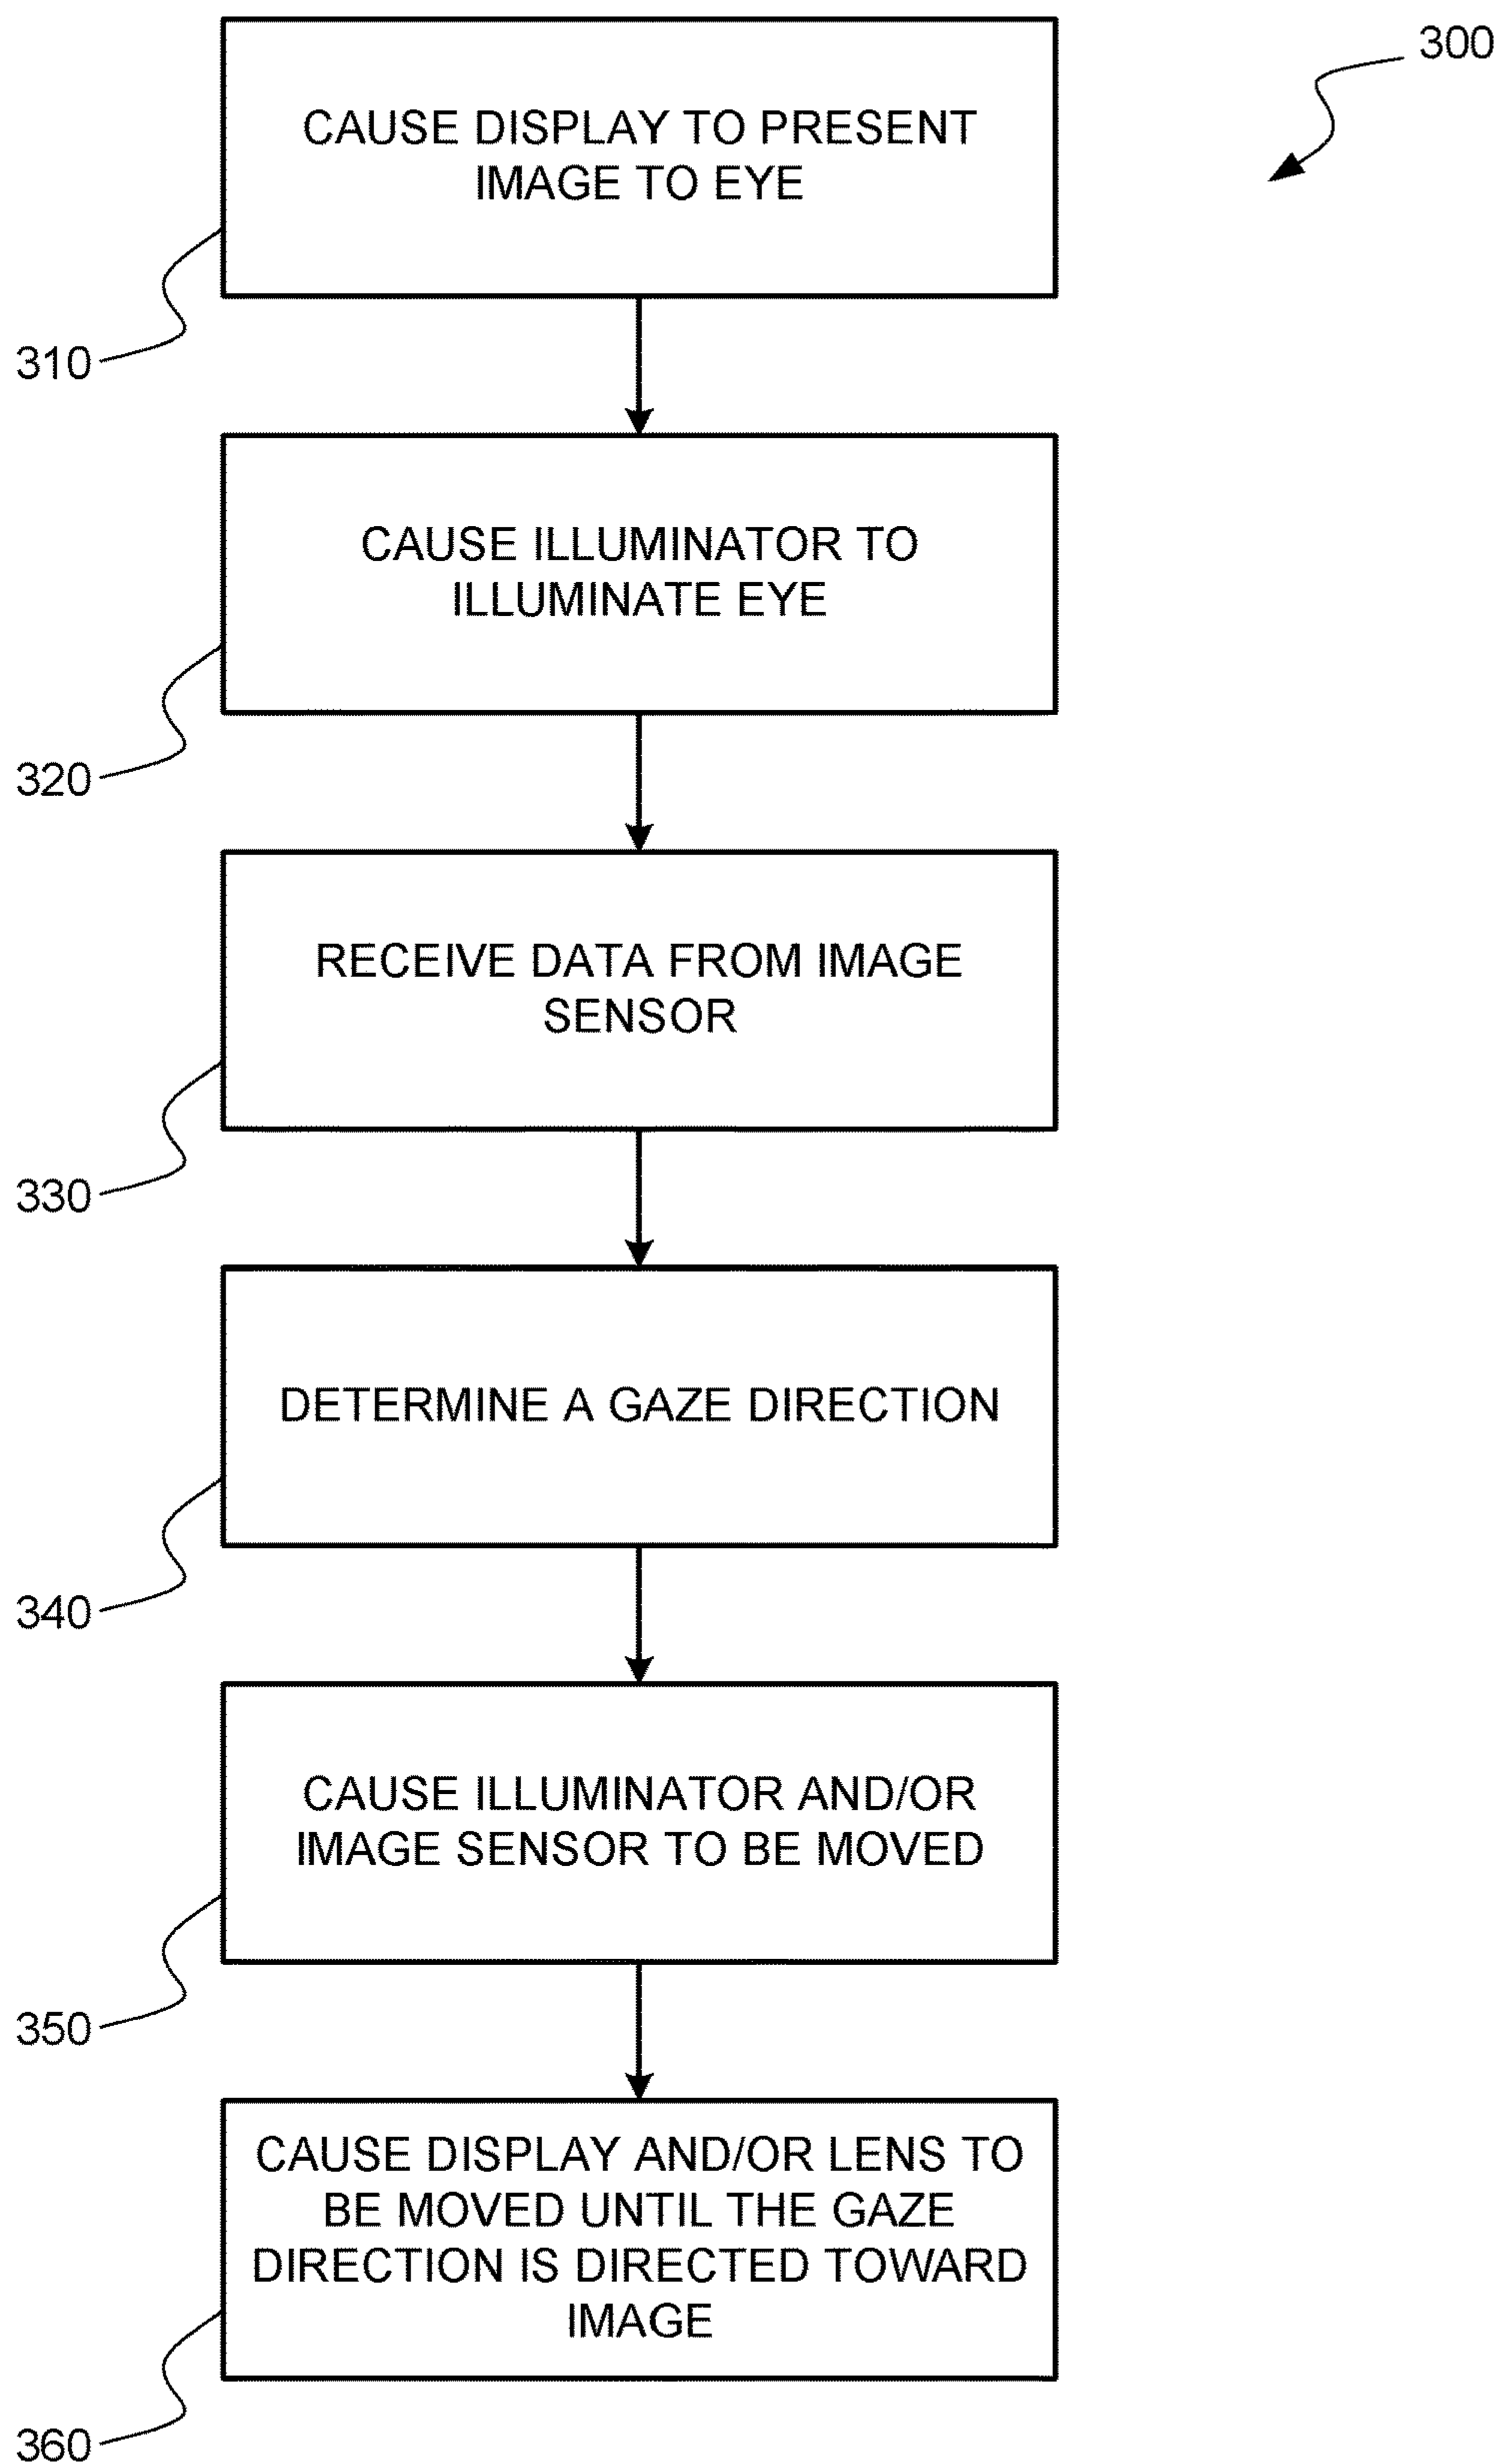 300
CAUSE DISPLAY TO PRESENT
IMAGE TO EYE
310
CAUSE ILLUMINATOR TO
ILLUMINATE EYE
320
RECEIVE DATA FROM IMAGE
SENSOR
330
DETERMINE A GAZE DIRECTION
340
CAUSE ILLUMINATOR AND/OR
IMAGE SENSOR TO BE MOVED
350
CAUSE DISPLAY AND/OR LENS TO
BE MOVED UNTIL THE GAZE
DIRECTION IS DIRECTED TOWARD
IMAGE
360